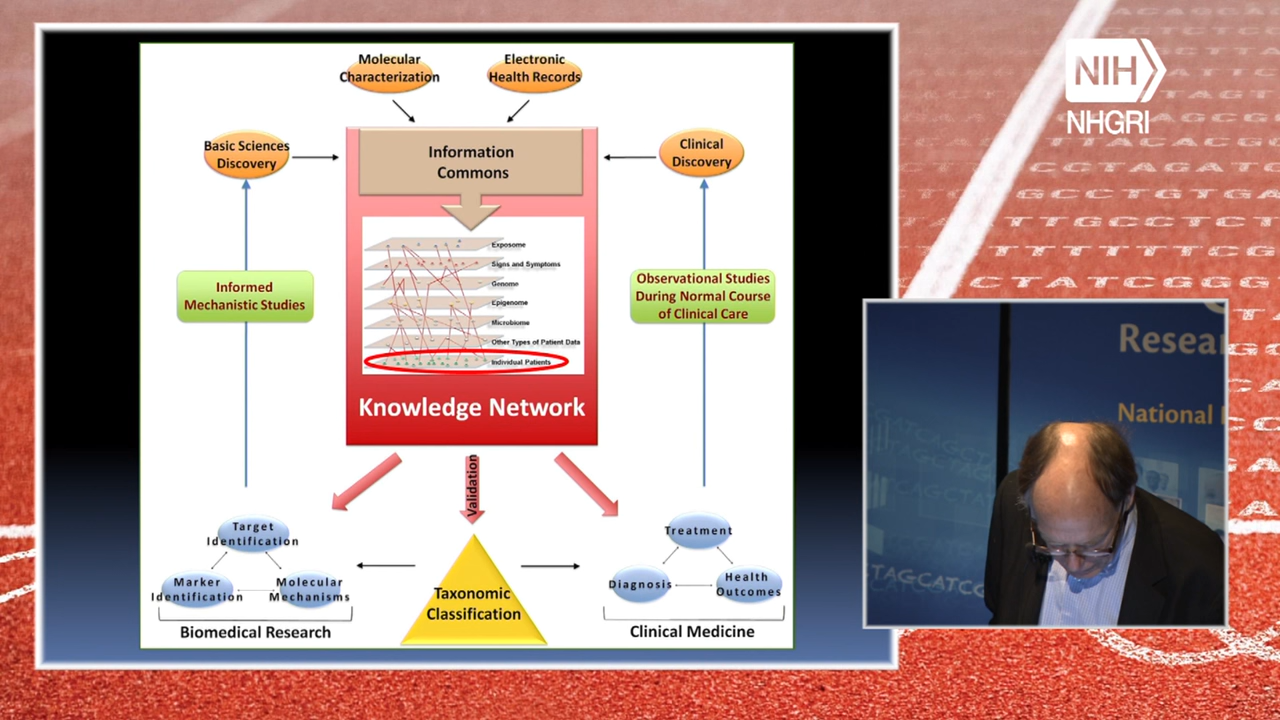 Molecular
Characterization
Electronic
Health Records
Basic Sciences
Discovery
Information
Commons
Clinical
Discovery
Exposome
Signs and Symptoms
Genome
Epigenome
Microbiome
Other Types of Patient Data
Individual Patients
Informed
Mechanistic Studies
Observational Studies
During Normal Course
of Clinical Care
Knowledge Network
Validation
Target
Identification
Marker
Identification
Molecular
Mechanisms
Biomedical Research
Taxonomic
Classification
Treatment
Diagnosis
Health
Outcomes
Clinical Medicine
NIH
NHGRI
National